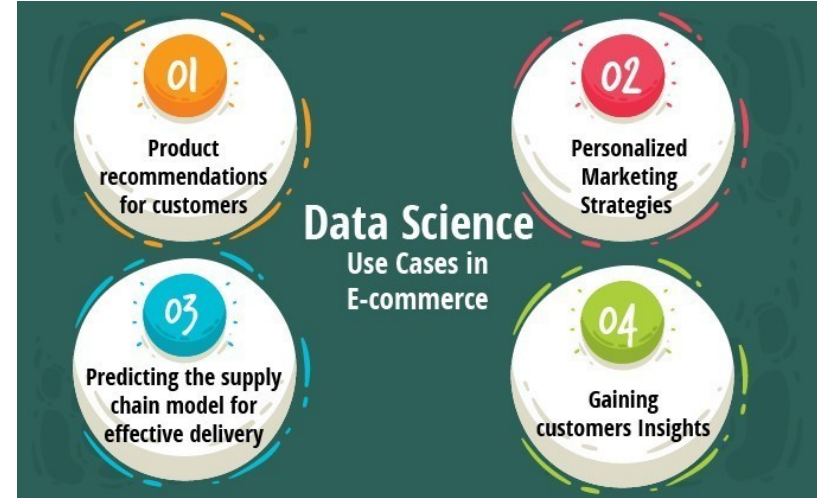 01
Product
recommendations
for customers
02
Personalized
Marketing
Strategies
Data Science
Use Cases in
E-commerce
03
Predicting the supply
chain model for
effective delivery
04
Gaining
customers Insights